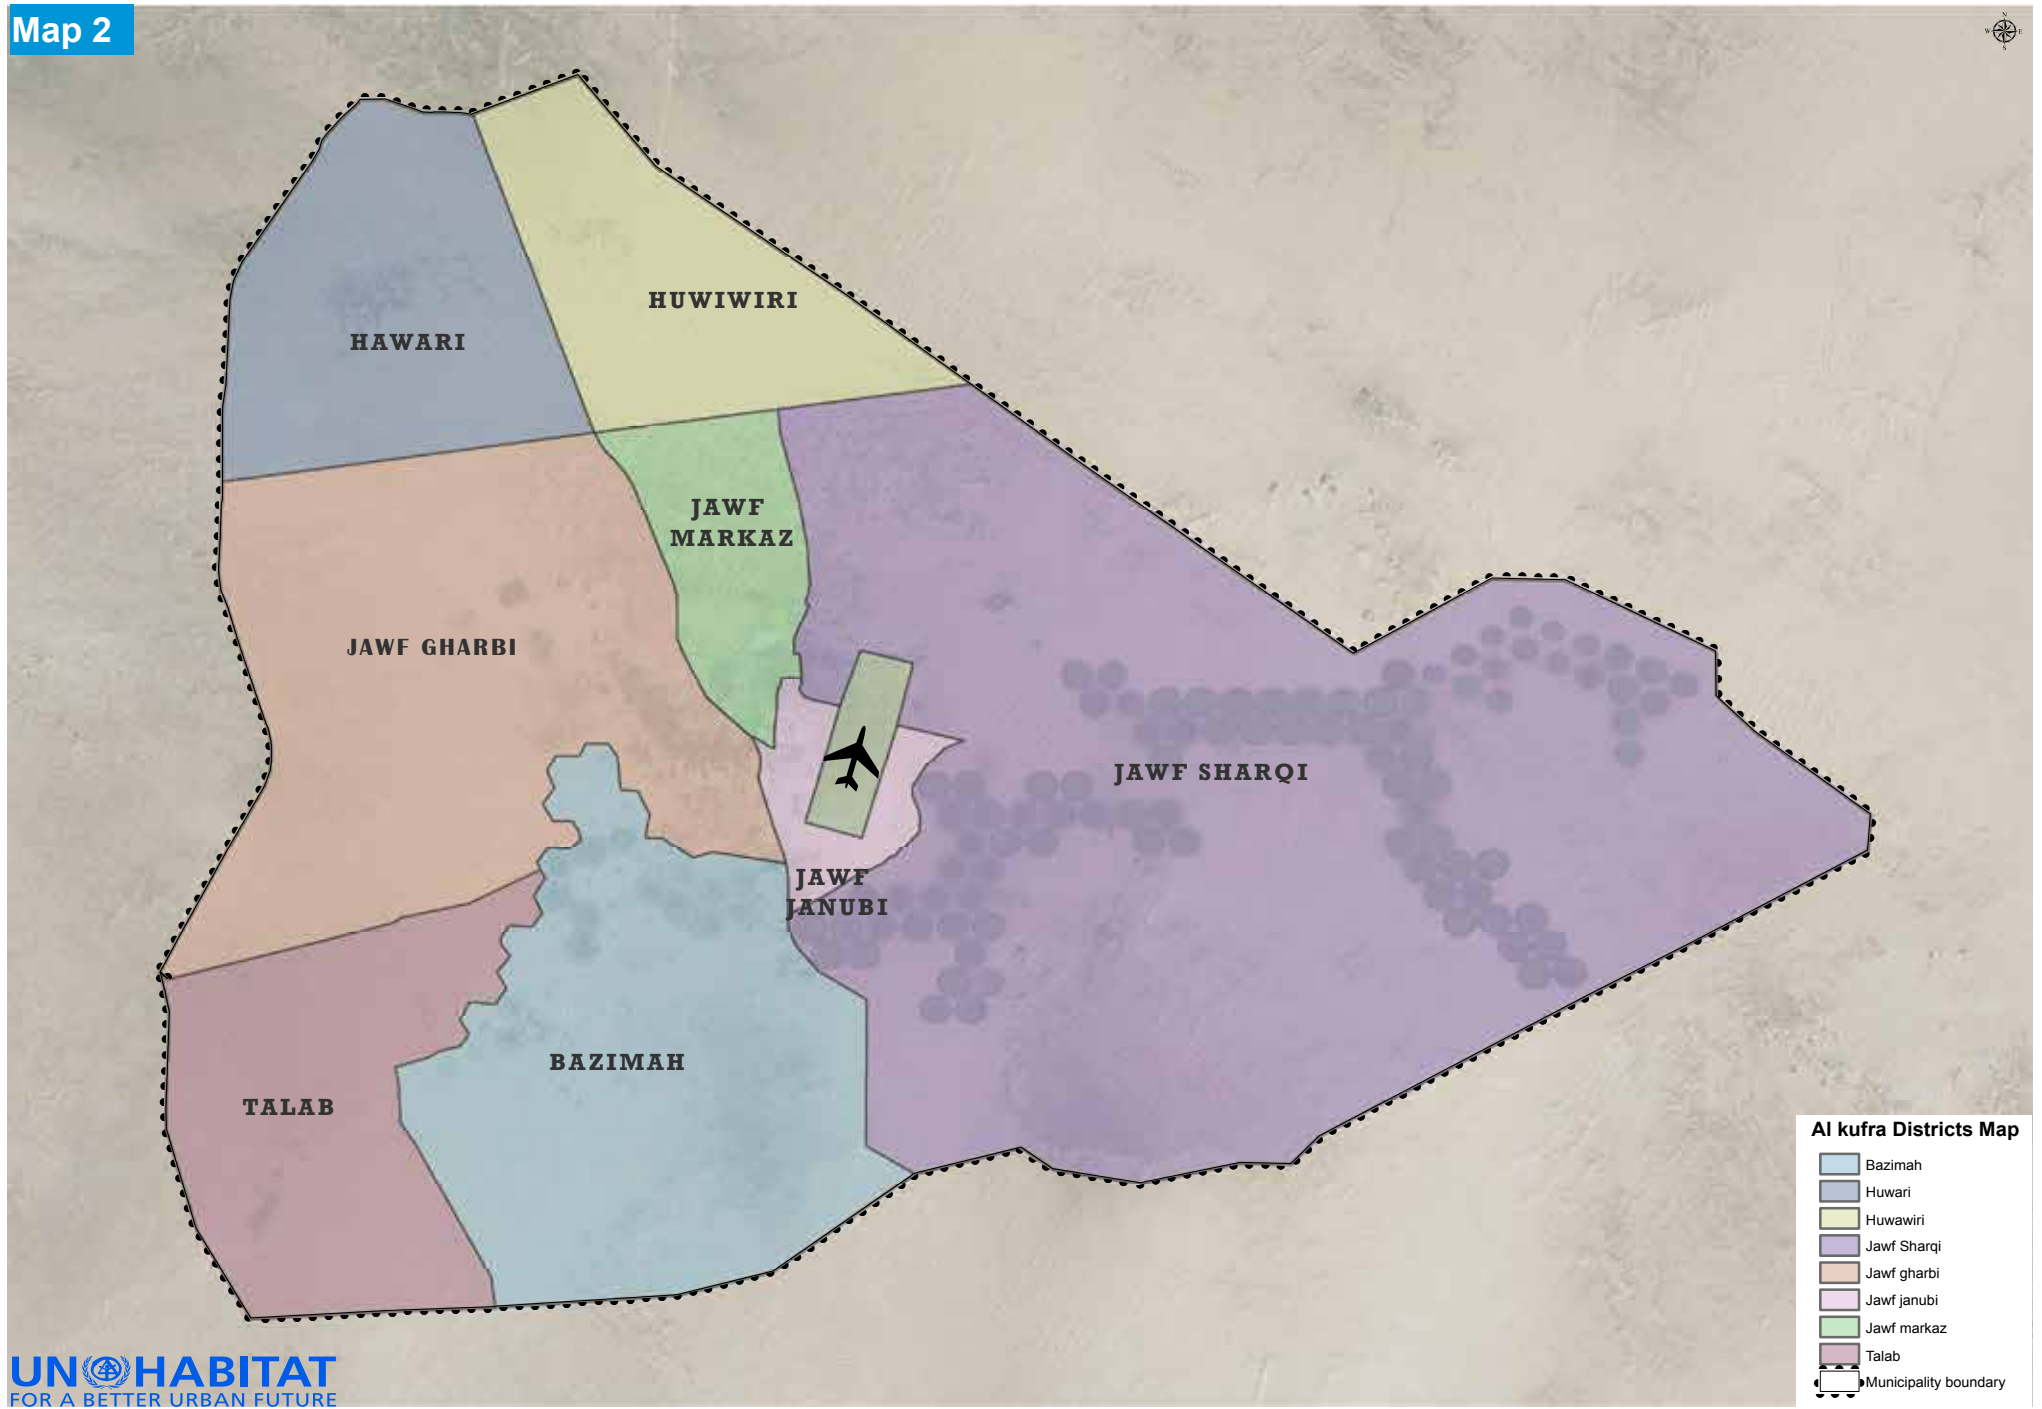 Map 2
N
W E
S
HUWIWIRI
HAWARI
JAWF
MARKAZ
JAWF GHARBI
JAWF SHARQI
JAWF
JANUBI
BAZIMAH
TALAB
Al kufra Districts Map
Bazimah
Huwari
Huwawiri
Jawf Sharqi
Jawf gharbi
Jawf janubi
Jawf markaz
Talab
Municipality boundary
UN HABITAT
FOR A BETTER URBAN FUTURE